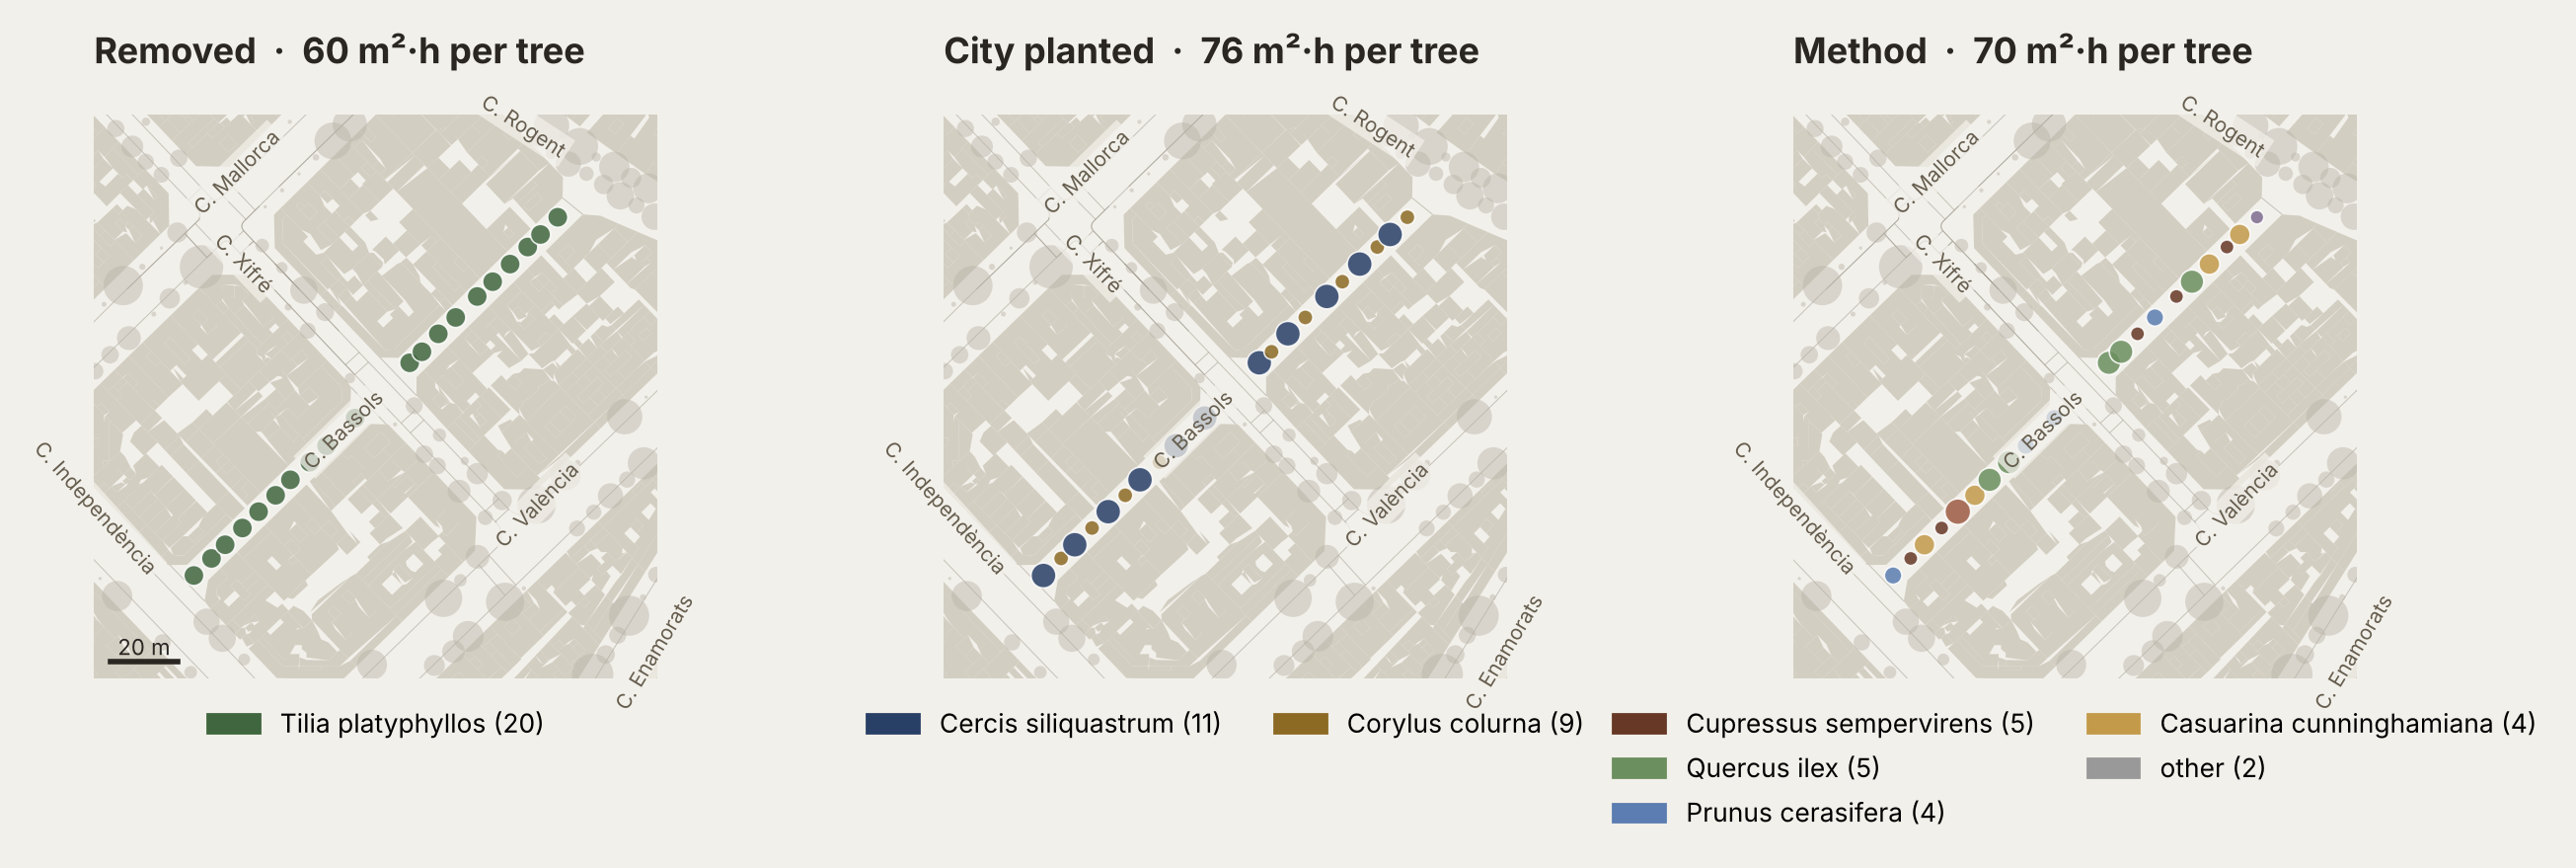 Removed · 60 m²·h per tree
C. Rogent
C. Mallorca
C. Xifré
C. Bassols
C. Independència
C. València
C. Enamorats
20 m
Tilia platyphyllos (20)
City planted · 76 m²·h per tree
C. Rogent
C. Mallorca
C. Xifré
C. Bassols
C. Independència
C. València
C. Enamorats
Cercis siliquastrum (11)
Corylus colurna (9)
Method · 70 m²·h per tree
C. Rogent
C. Mallorca
C. Xifré
C. Bassols
C. Independència
C. València
C. Enamorats
Cupressus sempervirens (5)
Casuarina cunninghamiana (4)
Quercus ilex (5)
other (2)
Prunus cerasifera (4)